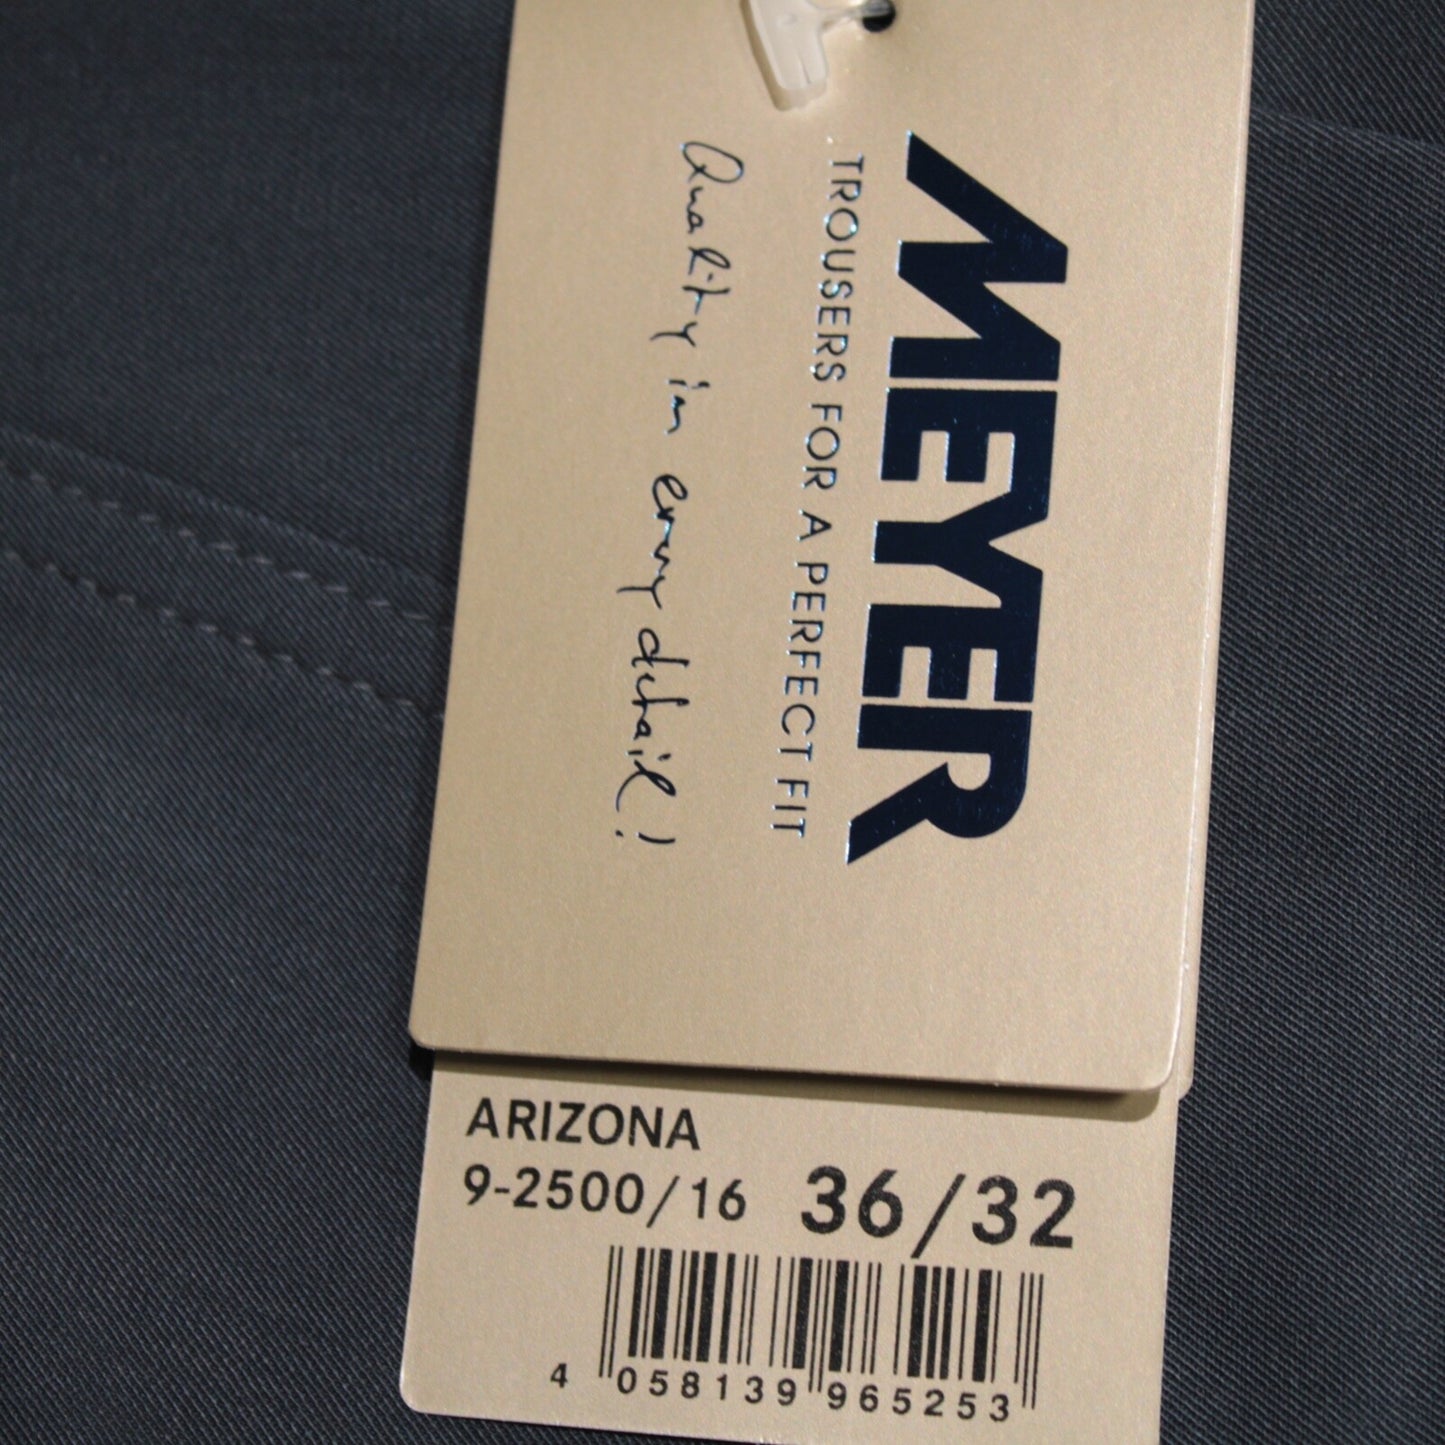 MEYER
TROUSERS FOR A PERFECT FIT
Quality in every detail!
ARIZONA
9-2500/16 36/32
4 058139 965253